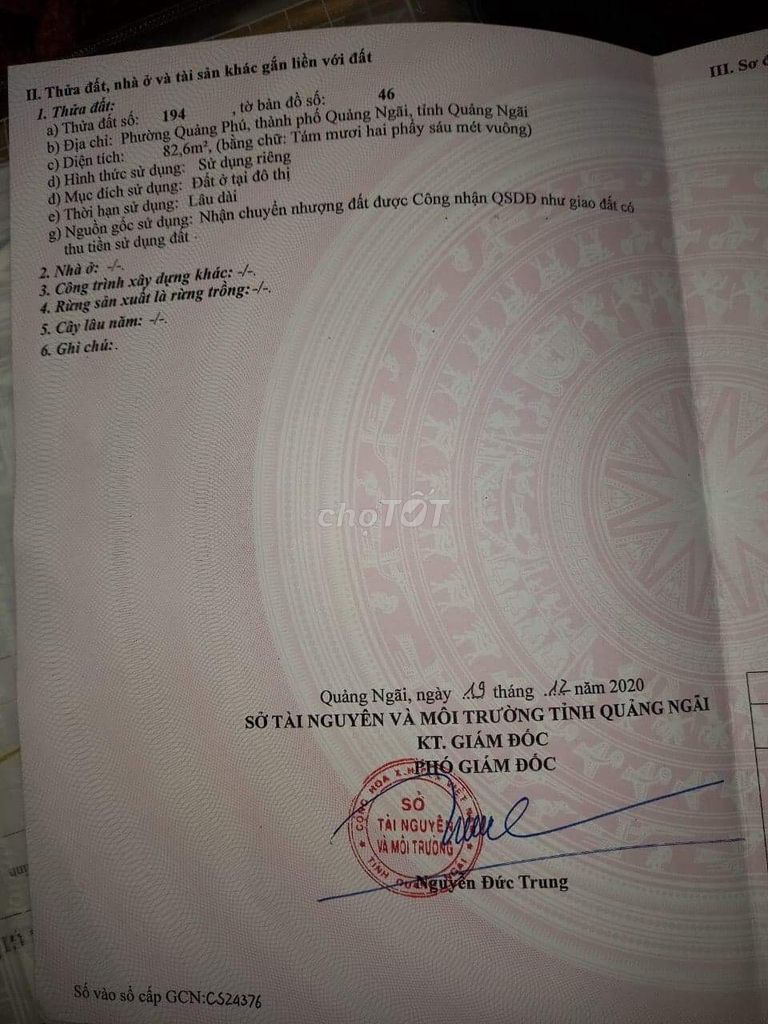 II. Thửa đất, nhà ở và tài sản khác gắn liền với đất
1. Thửa đất:
a) Thửa đất số: 194 , tờ bản đồ số: 46
b) Địa chỉ: Phường Quảng Phú, thành phố Quảng Ngãi, tỉnh Quảng Ngãi
c) Diện tích: 82,6m², (bằng chữ: Tám mươi hai phẩy sáu mét vuông)
d) Hình thức sử dụng: Sử dụng riêng
đ) Mục đích sử dụng: Đất ở tại đô thị
e) Thời hạn sử dụng: Lâu dài
g) Nguồn gốc sử dụng: Nhận chuyển nhượng đất được Công nhận QSDĐ như giao đất có
thu tiền sử dụng đất
2. Nhà ở: -/-.
3. Công trình xây dựng khác: -/-.
4. Rừng sản xuất là rừng trồng: -/-.
5. Cây lâu năm: -/-.
6. Ghi chú:.
III. Sơ đ
chợTỐT
Quảng Ngãi, ngày 19 tháng 12 năm 2020
SỞ TÀI NGUYÊN VÀ MÔI TRƯỜNG TỈNH QUẢNG NGÃI
KT. GIÁM ĐỐC
PHÓ GIÁM ĐỐC
SỞ
TÀI NGUYÊN
VÀ MÔI TRƯỜNG
TỈNH QUẢNG NGÃI
Nguyễn Đức Trung
Số vào sổ cấp GCN:CS24376